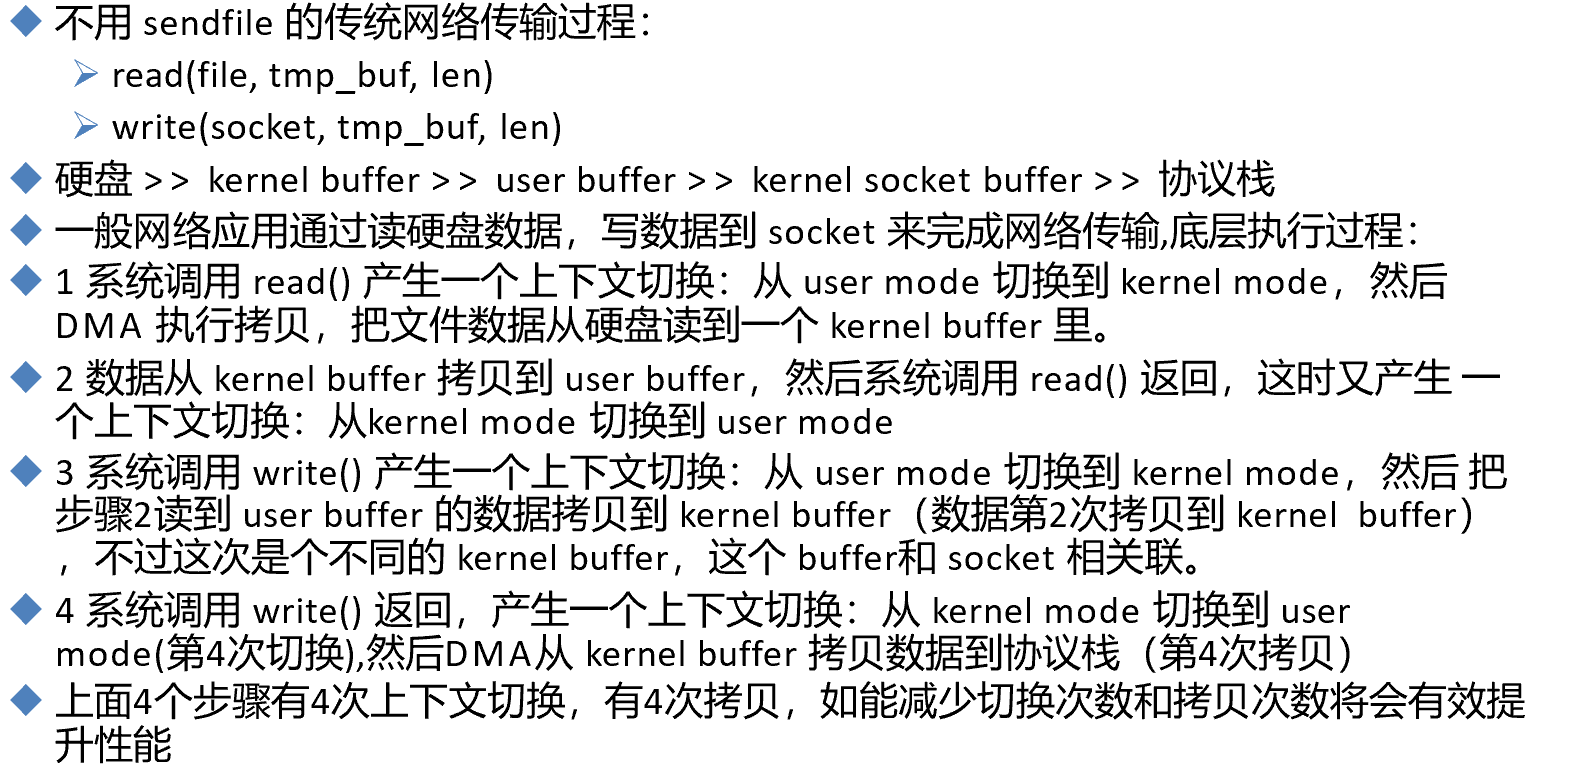 不用 sendfile 的传统网络传输过程：
read(file, tmp_buf, len)
write(socket, tmp_buf, len)
硬盘 >> kernel buffer >> user buffer >> kernel socket buffer >> 协议栈
一般网络应用通过读硬盘数据，写数据到 socket 来完成网络传输,底层执行过程：
1 系统调用 read() 产生一个上下文切换：从 user mode 切换到 kernel mode，然后
DMA 执行拷贝，把文件数据从硬盘读到一个 kernel buffer 里。
2 数据从 kernel buffer 拷贝到 user buffer，然后系统调用 read() 返回，这时又产生 一
个上下文切换：从kernel mode 切换到 user mode
3 系统调用 write() 产生一个上下文切换：从 user mode 切换到 kernel mode，然后 把
步骤2读到 user buffer 的数据拷贝到 kernel buffer（数据第2次拷贝到 kernel buffer）
，不过这次是个不同的 kernel buffer，这个 buffer和 socket 相关联。
4 系统调用 write() 返回，产生一个上下文切换：从 kernel mode 切换到 user
mode(第4次切换),然后DMA从 kernel buffer 拷贝数据到协议栈（第4次拷贝）
上面4个步骤有4次上下文切换，有4次拷贝，如能减少切换次数和拷贝次数将会有效提
升性能